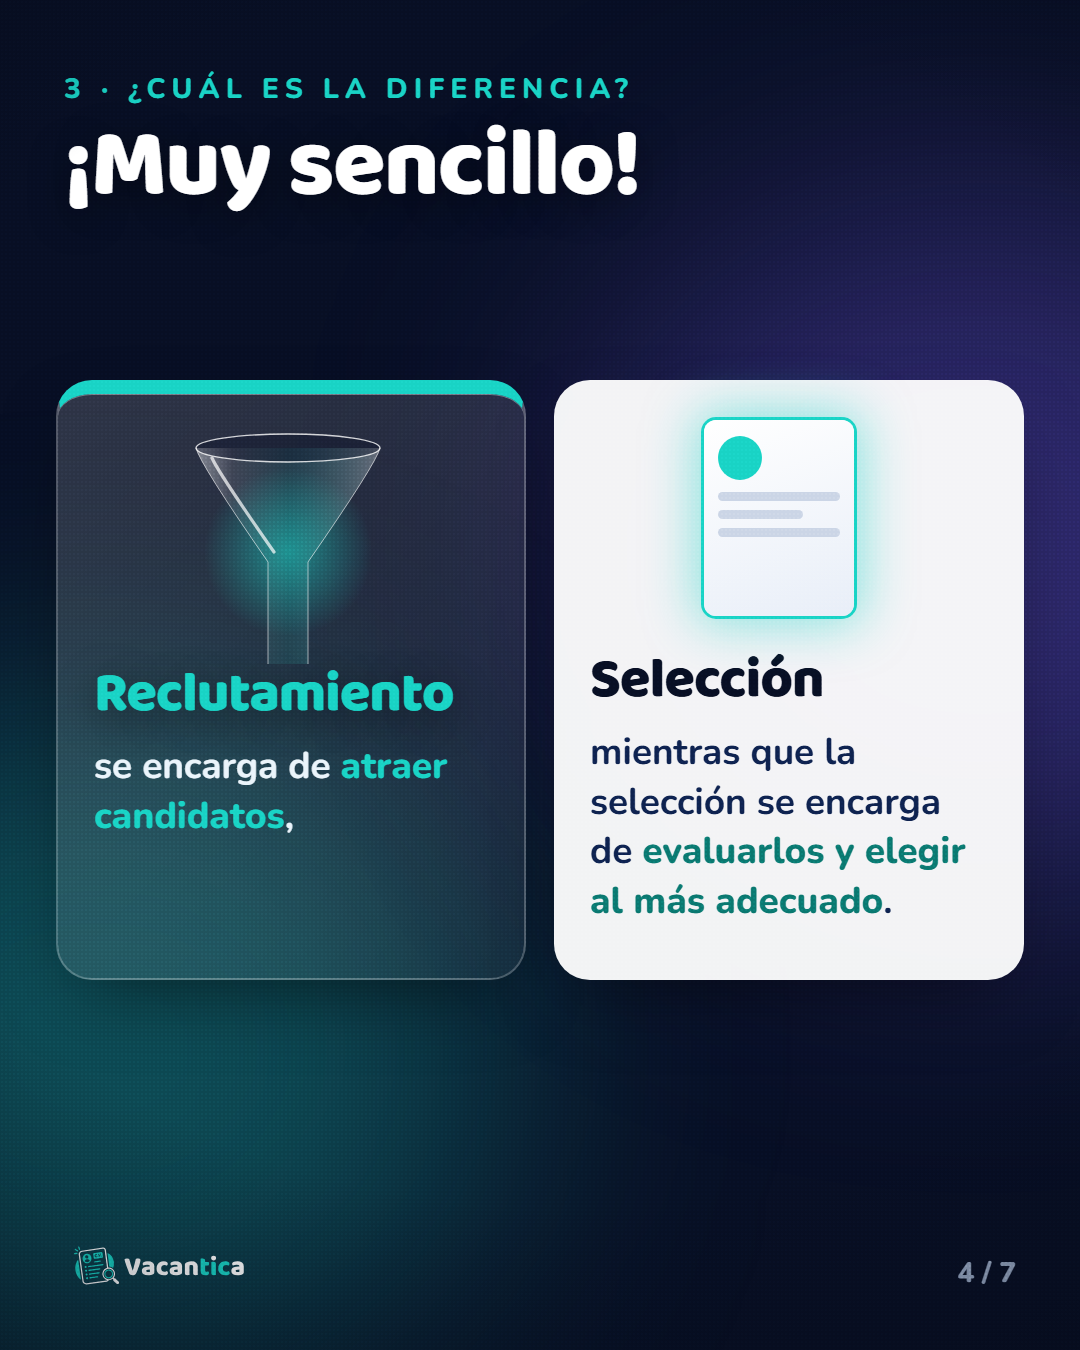 3 · ¿CUÁL ES LA DIFERENCIA?
¡Muy sencillo!
Reclutamiento
se encarga de atraer
candidatos,
Selección
mientras que la
selección se encarga
de evaluarlos y elegir
al más adecuado.
Vacantica
4 / 7